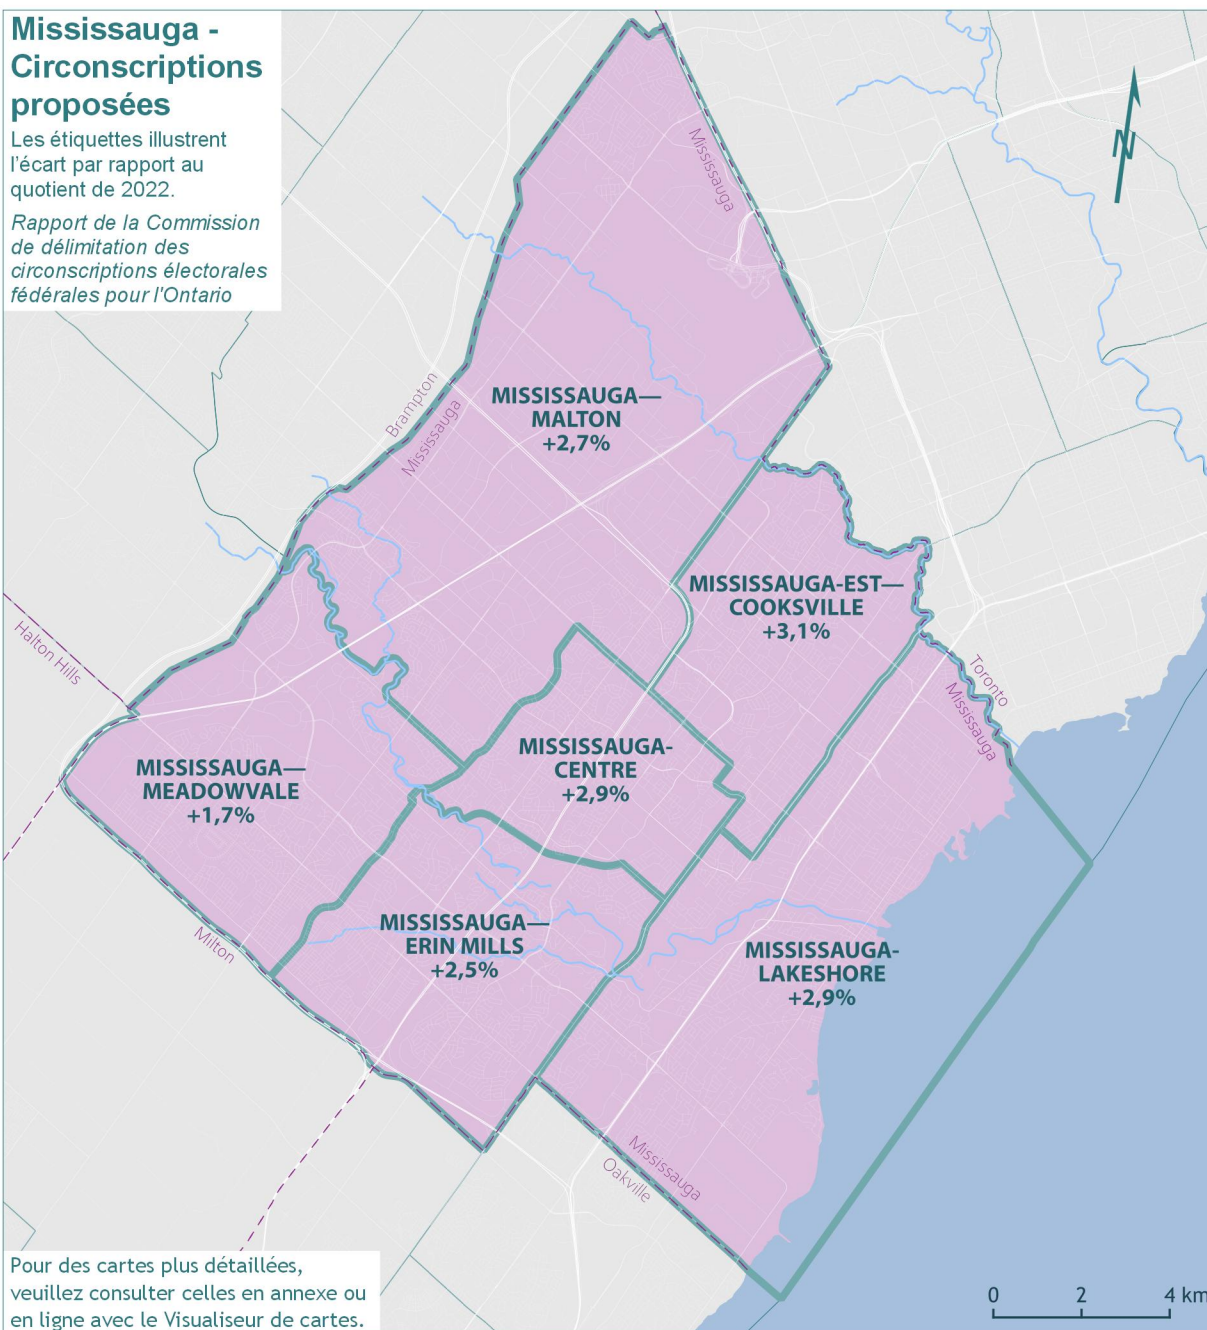 Mississauga -
Circonscriptions
proposées
Les étiquettes illustrent
l'écart par rapport au
quotient de 2022.
Rapport de la Commission
de délimitation des
circonscriptions électorales
fédérales pour l'Ontario
N
Mississauga
Brampton
Mississauga
MISSISSAUGA—
MALTON
+2,7%
MISSISSAUGA-EST—
COOKSVILLE
+3,1%
Halton Hills
Toronto
Mississauga
MISSISSAUGA-
CENTRE
+2,9%
MISSISSAUGA—
MEADOWVALE
+1,7%
MISSISSAUGA—
ERIN MILLS
+2,5%
Milton
MISSISSAUGA-
LAKESHORE
+2,9%
Mississauga
Oakville
Pour des cartes plus détaillées,
veuillez consulter celles en annexe ou
en ligne avec le Visualiseur de cartes.
0 2 4 km